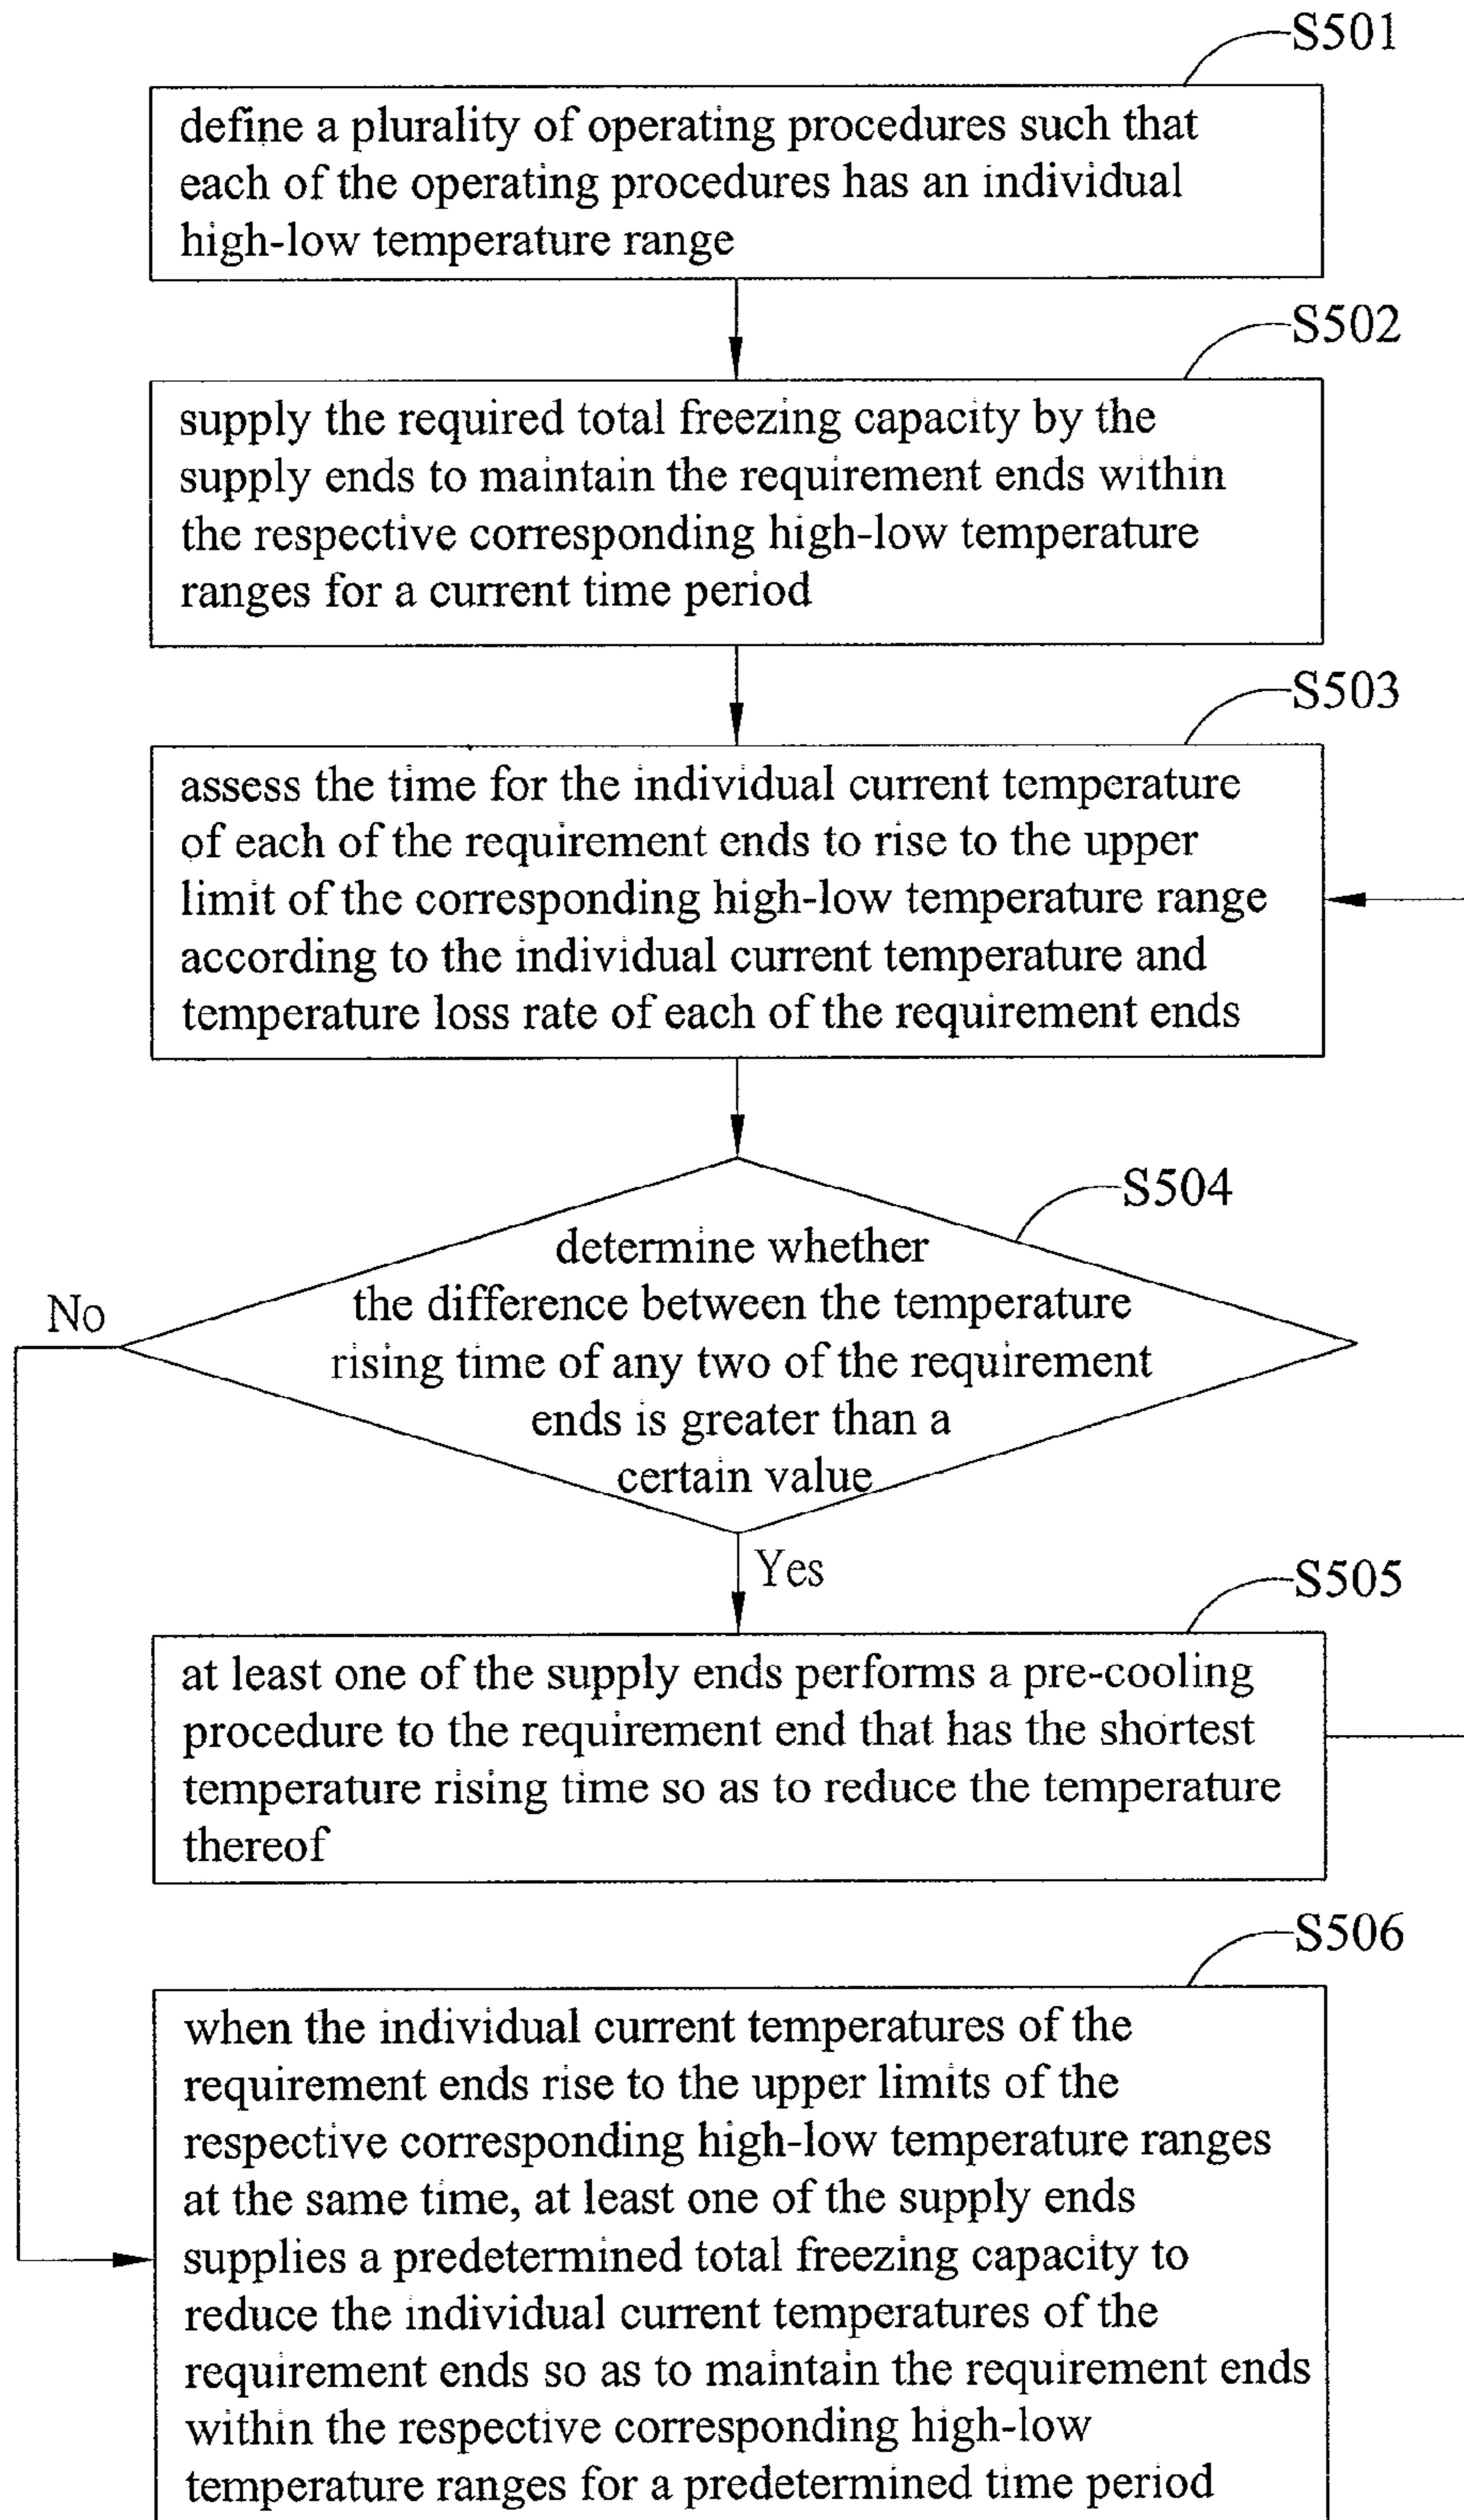 S501
define a plurality of operating procedures such that
each of the operating procedures has an individual
high-low temperature range
S502
supply the required total freezing capacity by the
supply ends to maintain the requirement ends within
the respective corresponding high-low temperature
ranges for a current time period
S503
assess the time for the individual current temperature
of each of the requirement ends to rise to the upper
limit of the corresponding high-low temperature range
according to the individual current temperature and
temperature loss rate of each of the requirement ends
S504
determine whether
the difference between the temperature
rising time of any two of the requirement
ends is greater than a
certain value
No
Yes
S505
at least one of the supply ends performs a pre-cooling
procedure to the requirement end that has the shortest
temperature rising time so as to reduce the temperature
thereof
S506
when the individual current temperatures of the
requirement ends rise to the upper limits of the
respective corresponding high-low temperature ranges
at the same time, at least one of the supply ends
supplies a predetermined total freezing capacity to
reduce the individual current temperatures of the
requirement ends so as to maintain the requirement ends
within the respective corresponding high-low
temperature ranges for a predetermined time period